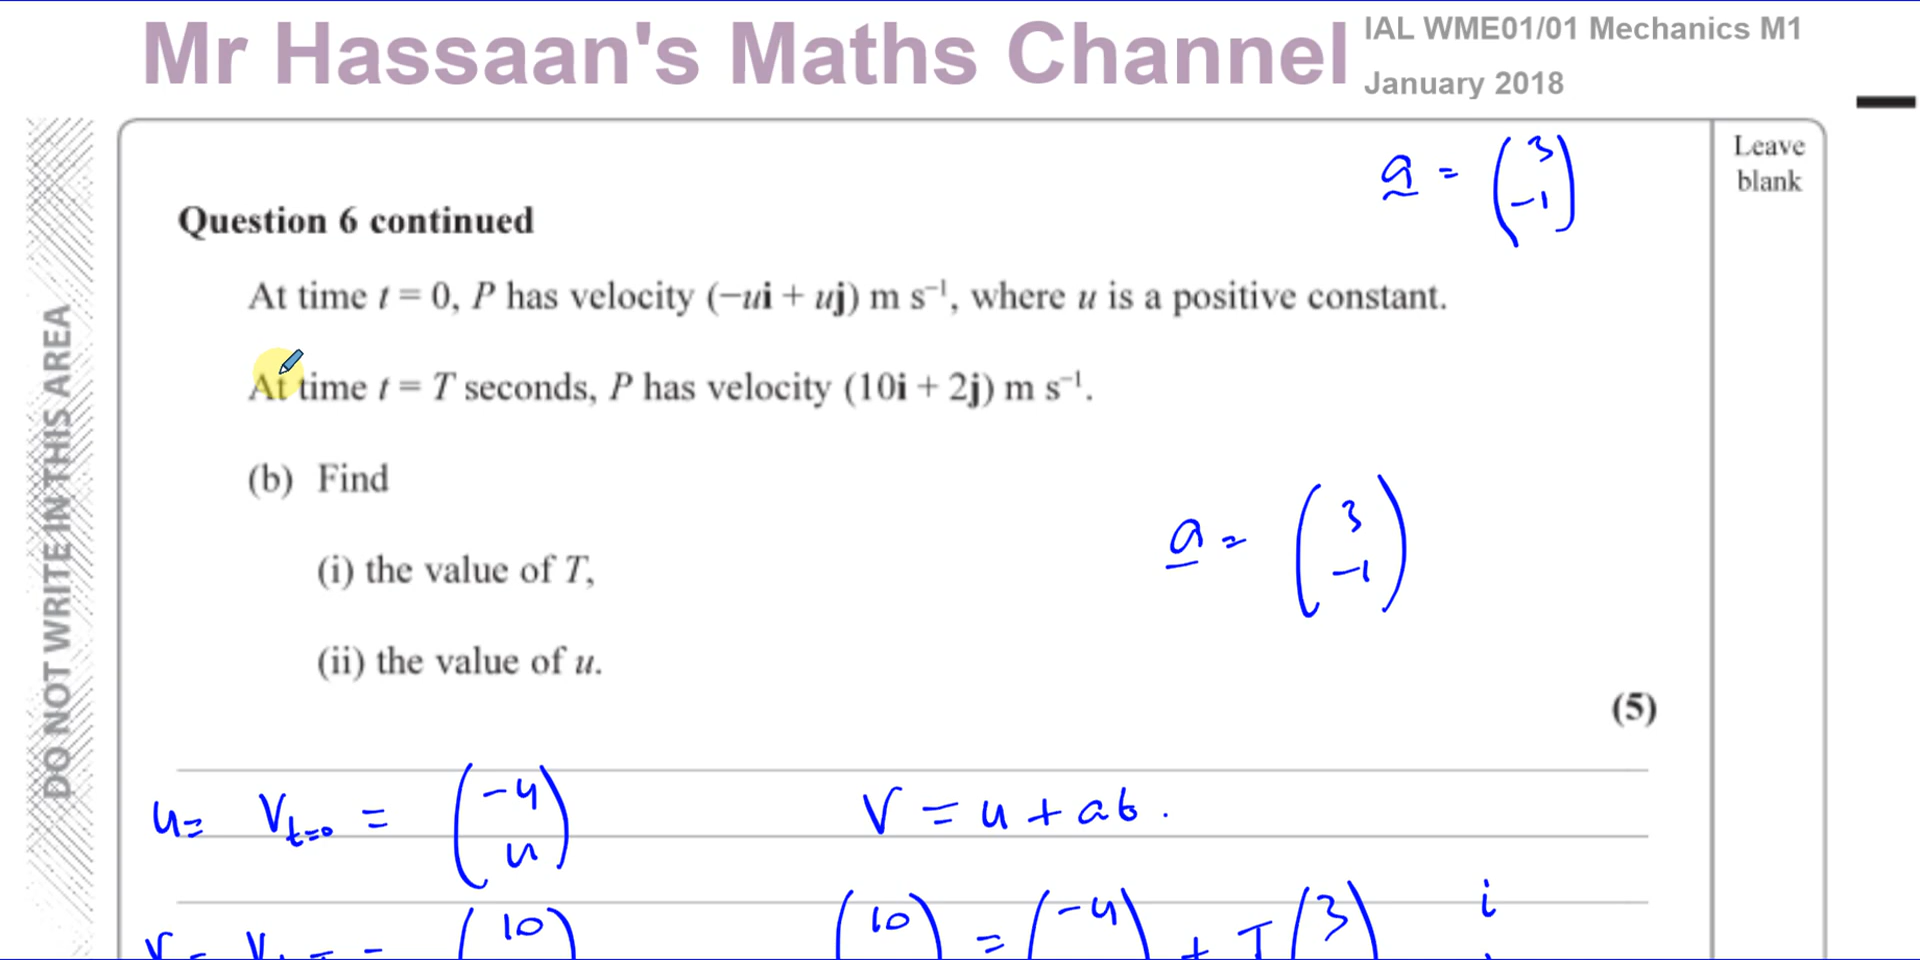 Mr Hassaan's Maths Channel
IAL WME01/01 Mechanics M1
January 2018
Leave
blank
a = (3
-1)
Question 6 continued
At time t = 0, P has velocity (−ui + uj) m s⁻¹, where u is a positive constant.
At time t = T seconds, P has velocity (10i + 2j) m s⁻¹.
(b) Find
a = (3
-1)
(i) the value of T,
(ii) the value of u.
(5)
DO NOT WRITE IN THIS AREA
u = V t=0 = (-u
u)
V = u + at.
(10
(10) = (-u) + T(3) i